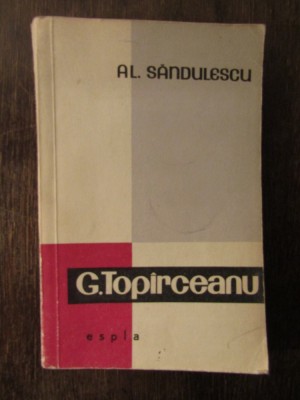 AL. SĂNDULESCU
G. Topîrceanu
espla